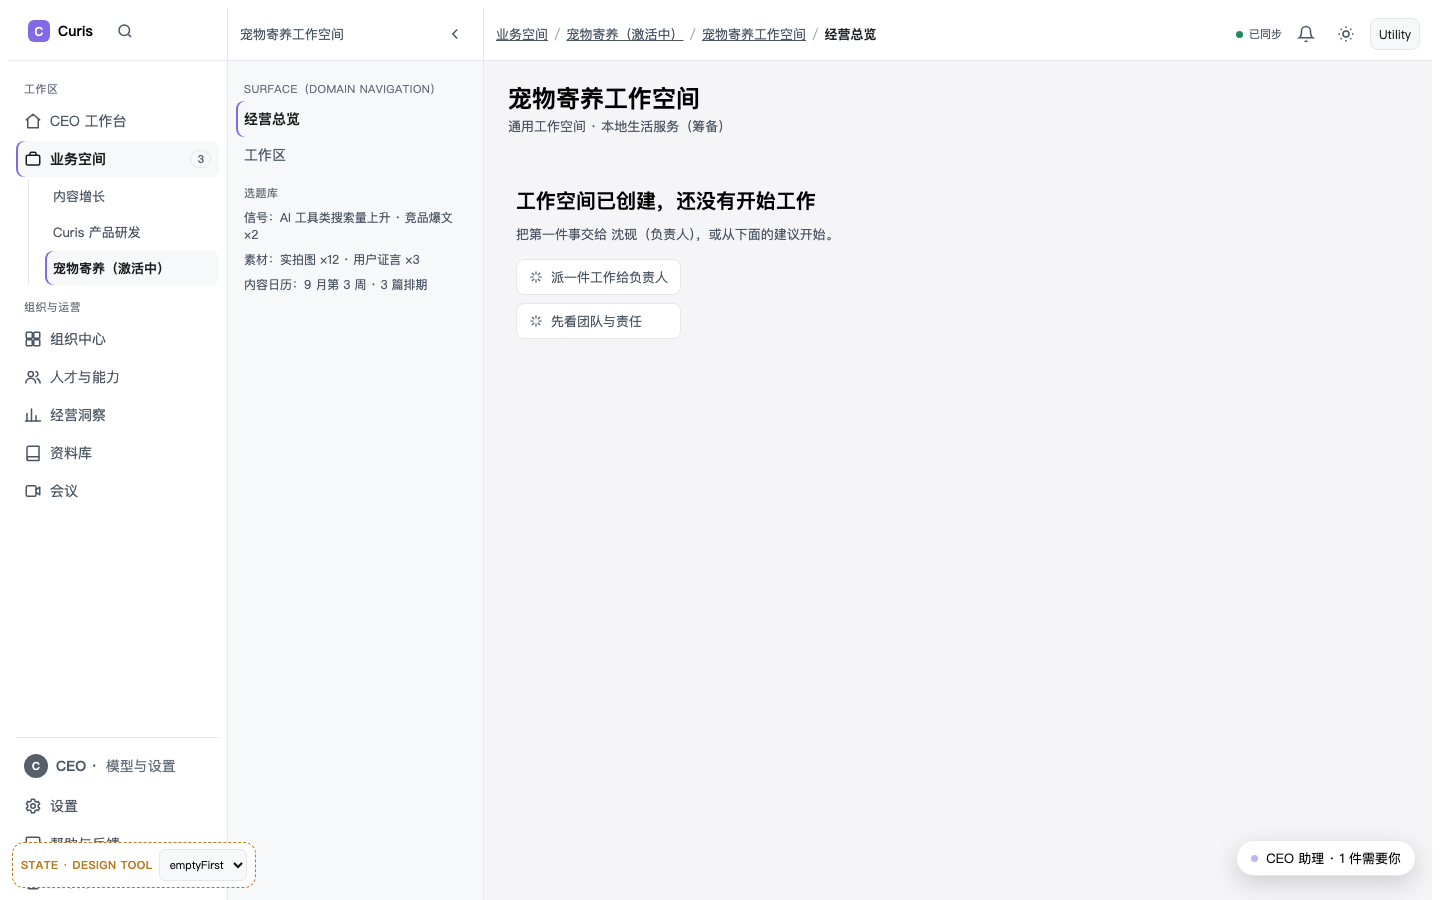 C Curis
工作区
CEO 工作台
业务空间 3
内容增长
Curis 产品研发
宠物寄养（激活中）
组织与运营
组织中心
人才与能力
经营洞察
资料库
会议
C CEO · 模型与设置
设置
STATE · DESIGN TOOL emptyFirst
宠物寄养工作空间
SURFACE（DOMAIN NAVIGATION）
经营总览
工作区
选题库
信号：AI 工具类搜索量上升 · 竞品爆文
×2
素材：实拍图 ×12 · 用户证言 ×3
内容日历：9 月第 3 周 · 3 篇排期
业务空间 / 宠物寄养（激活中） / 宠物寄养工作空间 / 经营总览
已同步
Utility
宠物寄养工作空间
通用工作空间 · 本地生活服务（筹备）
工作空间已创建，还没有开始工作
把第一件事交给 沈砚（负责人），或从下面的建议开始。
派一件工作给负责人
先看团队与责任
CEO 助理 · 1 件需要你